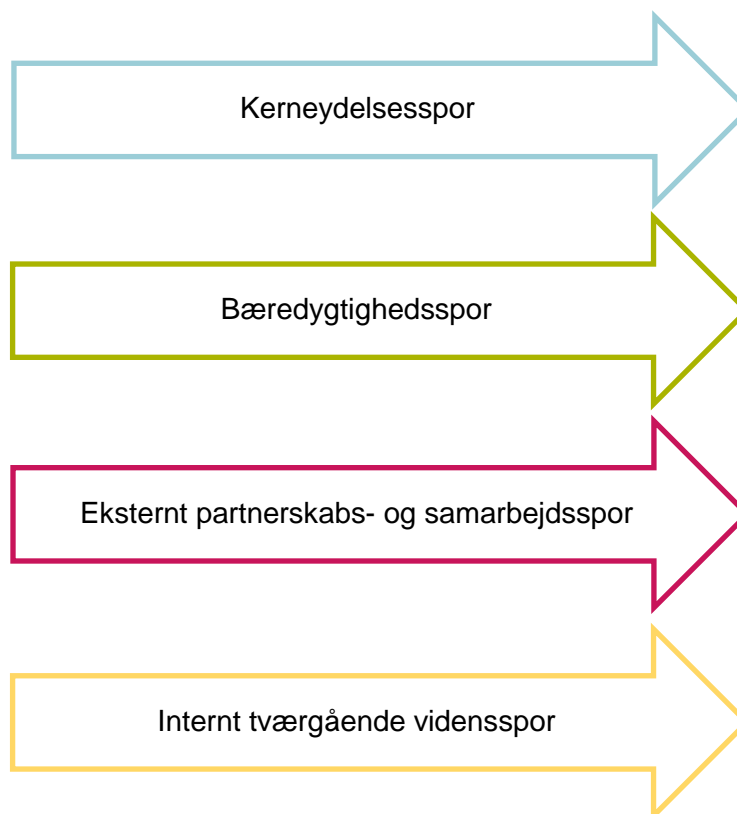 Kerneydelsesspor
Bæredygtighedsspor
Eksternt partnerskabs- og samarbejdsspor
Internt tværgående vidensspor